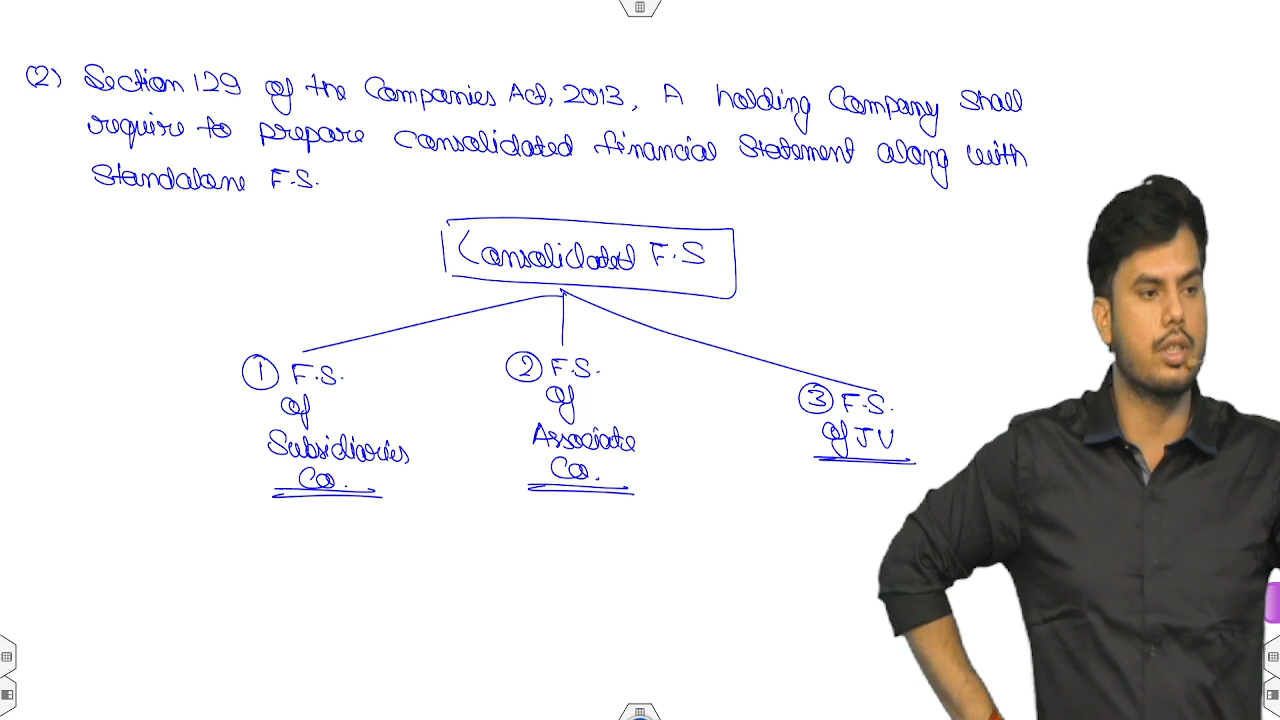 (2) Section 129 of the Companies Act, 2013, A holding Company shall
require to prepare Consolidated financial Statement along with
Standalone F.S.
Consolidated F.S
① F.S.
of
Subsidiaries
Co.
② F.S.
of
Associate
Co.
③ F.S.
of JV